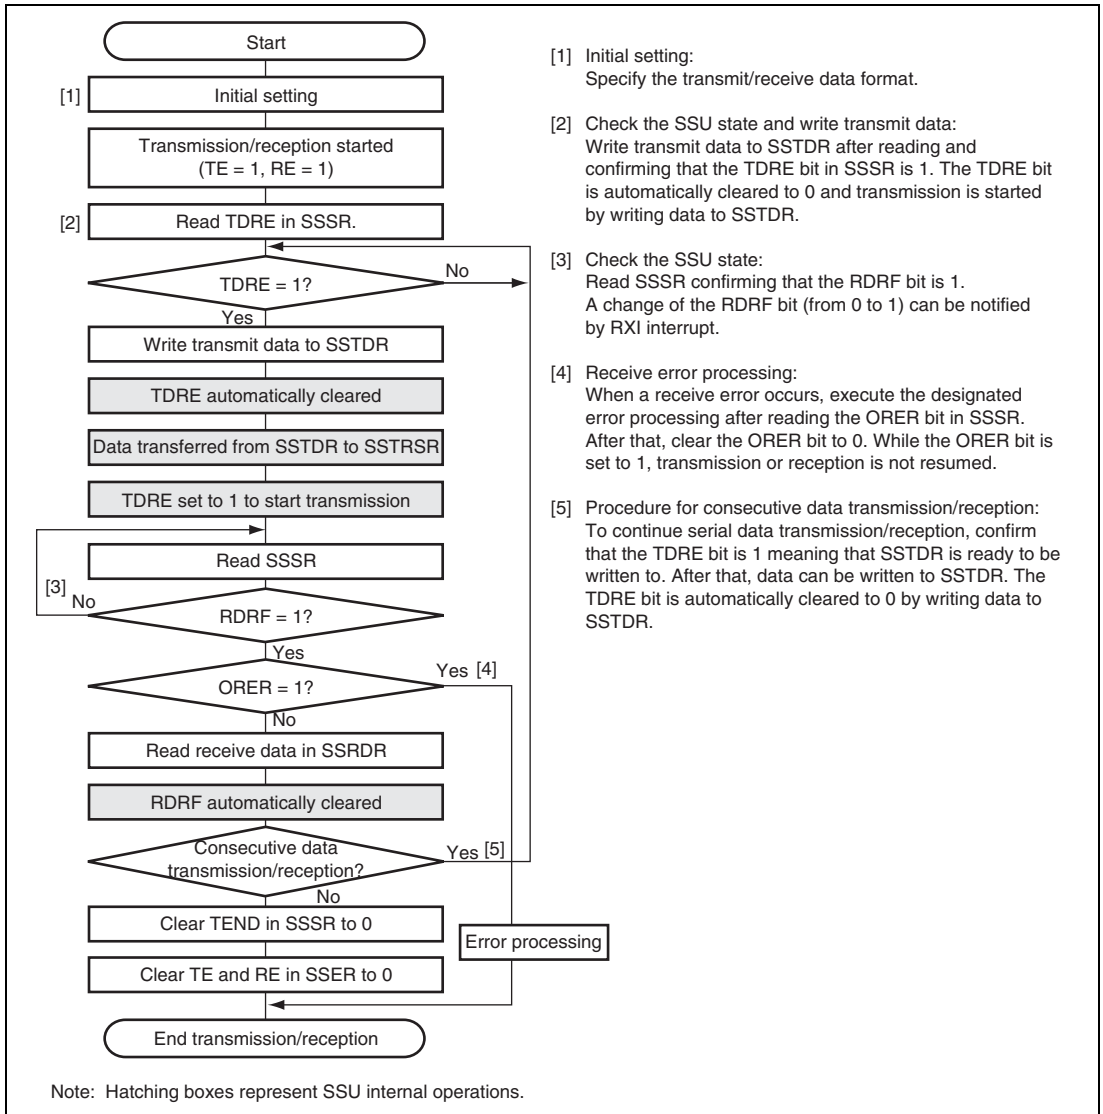 Start
[1] Initial setting
Transmission/reception started
(TE = 1, RE = 1)
[2] Read TDRE in SSSR.
TDRE = 1?
No
Yes
Write transmit data to SSTDR
TDRE automatically cleared
Data transferred from SSTDR to SSTRSR
TDRE set to 1 to start transmission
Read SSSR
[3]
No
RDRF = 1?
Yes
Yes [4]
ORER = 1?
No
Read receive data in SSRDR
RDRF automatically cleared
Consecutive data
transmission/reception?
Yes [5]
No
Clear TEND in SSSR to 0
Error processing
Clear TE and RE in SSER to 0
End transmission/reception
[1] Initial setting:
Specify the transmit/receive data format.
[2] Check the SSU state and write transmit data:
Write transmit data to SSTDR after reading and
confirming that the TDRE bit in SSSR is 1. The TDRE bit
is automatically cleared to 0 and transmission is started
by writing data to SSTDR.
[3] Check the SSU state:
Read SSSR confirming that the RDRF bit is 1.
A change of the RDRF bit (from 0 to 1) can be notified
by RXI interrupt.
[4] Receive error processing:
When a receive error occurs, execute the designated
error processing after reading the ORER bit in SSSR.
After that, clear the ORER bit to 0. While the ORER bit is
set to 1, transmission or reception is not resumed.
[5] Procedure for consecutive data transmission/reception:
To continue serial data transmission/reception, confirm
that the TDRE bit is 1 meaning that SSTDR is ready to be
written to. After that, data can be written to SSTDR. The
TDRE bit is automatically cleared to 0 by writing data to
SSTDR.
Note: Hatching boxes represent SSU internal operations.